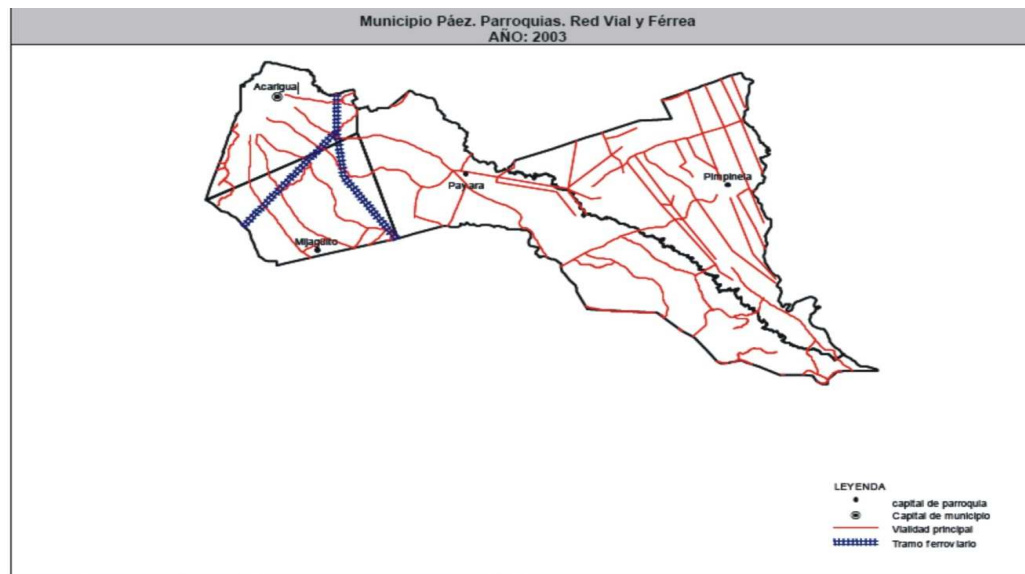 Municipio Páez. Parroquias. Red Vial y Férrea
AÑO: 2003
Acarigua
Payara
Pimpinela
Mijagüito
LEYENDA
capital de parroquia
Capital de municipio
Vialidad principal
Tramo ferroviario